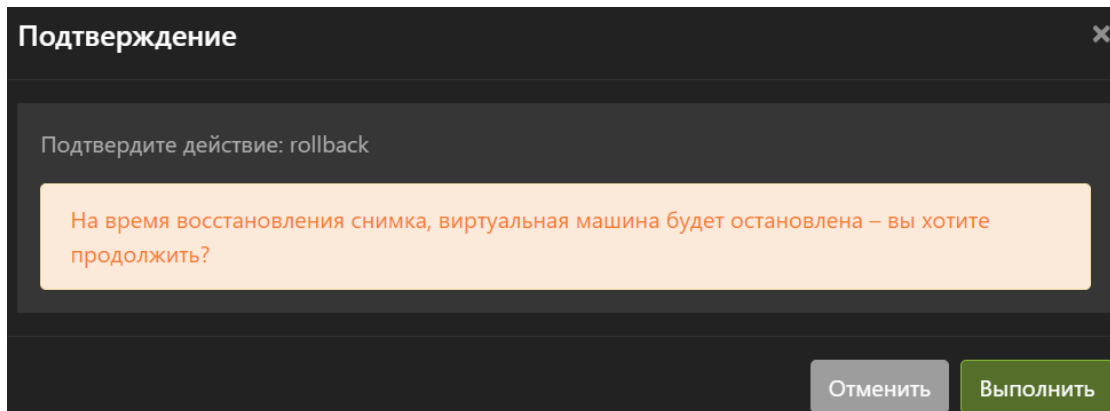 Подтверждение
Подтвердите действие: rollback
На время восстановления снимка, виртуальная машина будет остановлена – вы хотите
продолжить?
Отменить Выполнить